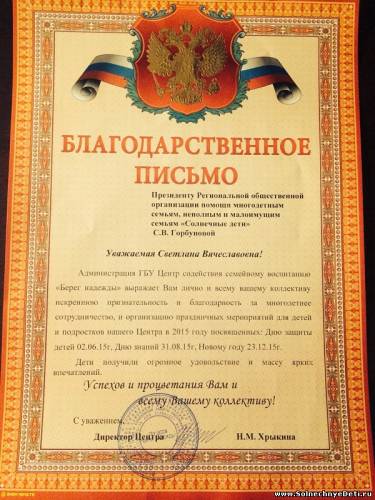 БЛАГОДАРСТВЕННОЕ
ПИСЬМО
Президенту Региональной общественной
организации помощи многодетным
семьям, неполным и малоимущим
семьям «Солнечные дети»
С.В. Горбуновой
Уважаемая Светлана Вячеславовна!
Администрация ГБУ Центр содействия семейному воспитанию
«Берег надежды» выражает Вам лично и всему вашему коллективу
искреннюю признательность и благодарность за многолетнее
сотрудничество, и организацию праздничных мероприятий для детей
и подростков нашего Центра в 2015 году посвященных: Дню защиты
детей 02.06.15г, Дню знаний 31.08.15г, Новому году 23.12.15г.
Дети получили огромное удовольствие и массу ярких
впечатлений.
Успехов и процветания Вам и
всему Вашему коллективу!
С уважением,
Директор Центра Н.М. Хрыкина
www.SolnechnyeDeti.ru